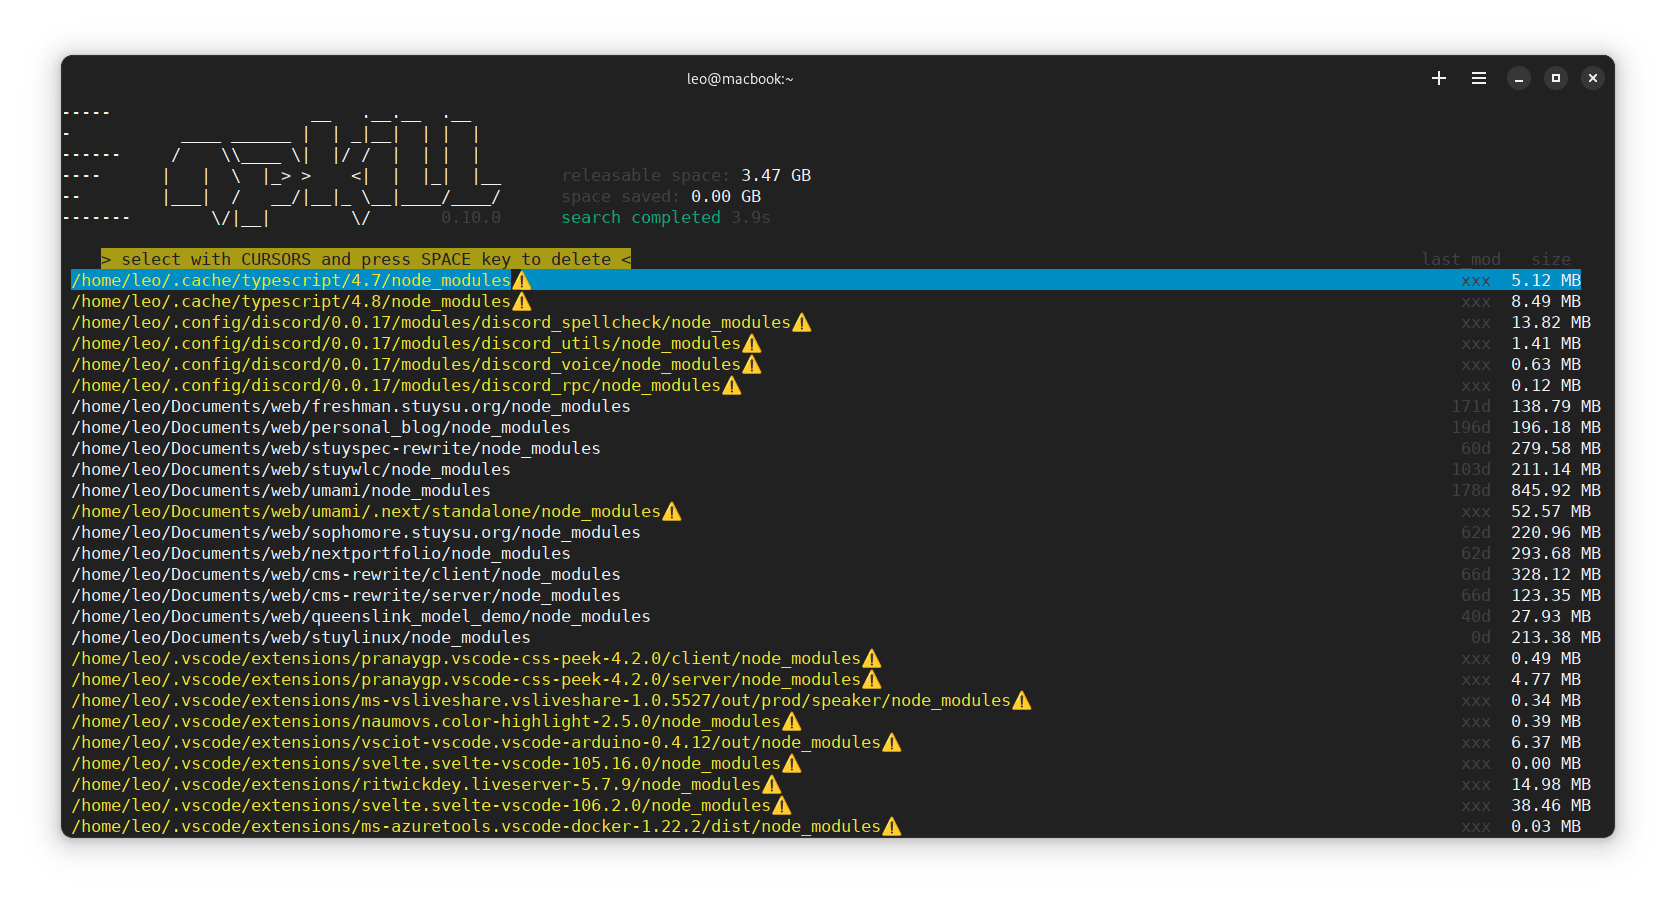 leo@macbook:~
-----                    __   .__.__  .__
-           ____ ______ |  | _|__|  | |  |
------     /    \\____ \|  |/ /  |  | |  |
----      |   |  \  |_> >    <|  |  |_|  |__      releasable space: 3.47 GB
--        |___|  /   __/|__|_ \__|____/____/      space saved: 0.00 GB
-------        \/|__|        \/       0.10.0      search completed 3.9s
> select with CURSORS and press SPACE key to delete < last_mod size
/home/leo/.cache/typescript/4.7/node_modules⚠️ xxx 5.12 MB
/home/leo/.cache/typescript/4.8/node_modules⚠️ xxx 8.49 MB
/home/leo/.config/discord/0.0.17/modules/discord_spellcheck/node_modules⚠️ xxx 13.82 MB
/home/leo/.config/discord/0.0.17/modules/discord_utils/node_modules⚠️ xxx 1.41 MB
/home/leo/.config/discord/0.0.17/modules/discord_voice/node_modules⚠️ xxx 0.63 MB
/home/leo/.config/discord/0.0.17/modules/discord_rpc/node_modules⚠️ xxx 0.12 MB
/home/leo/Documents/web/freshman.stuysu.org/node_modules 171d 138.79 MB
/home/leo/Documents/web/personal_blog/node_modules 196d 196.18 MB
/home/leo/Documents/web/stuyspec-rewrite/node_modules 60d 279.58 MB
/home/leo/Documents/web/stuywlc/node_modules 103d 211.14 MB
/home/leo/Documents/web/umami/node_modules 178d 845.92 MB
/home/leo/Documents/web/umami/.next/standalone/node_modules⚠️ xxx 52.57 MB
/home/leo/Documents/web/sophomore.stuysu.org/node_modules 62d 220.96 MB
/home/leo/Documents/web/nextportfolio/node_modules 62d 293.68 MB
/home/leo/Documents/web/cms-rewrite/client/node_modules 66d 328.12 MB
/home/leo/Documents/web/cms-rewrite/server/node_modules 66d 123.35 MB
/home/leo/Documents/web/queenslink_model_demo/node_modules 40d 27.93 MB
/home/leo/Documents/web/stuylinux/node_modules 0d 213.38 MB
/home/leo/.vscode/extensions/pranaygp.vscode-css-peek-4.2.0/client/node_modules⚠️ xxx 0.49 MB
/home/leo/.vscode/extensions/pranaygp.vscode-css-peek-4.2.0/server/node_modules⚠️ xxx 4.77 MB
/home/leo/.vscode/extensions/ms-vsliveshare.vsliveshare-1.0.5527/out/prod/speaker/node_modules⚠️ xxx 0.34 MB
/home/leo/.vscode/extensions/naumovs.color-highlight-2.5.0/node_modules⚠️ xxx 0.39 MB
/home/leo/.vscode/extensions/vsciot-vscode.vscode-arduino-0.4.12/out/node_modules⚠️ xxx 6.37 MB
/home/leo/.vscode/extensions/svelte.svelte-vscode-105.16.0/node_modules⚠️ xxx 0.00 MB
/home/leo/.vscode/extensions/ritwickdey.liveserver-5.7.9/node_modules⚠️ xxx 14.98 MB
/home/leo/.vscode/extensions/svelte.svelte-vscode-106.2.0/node_modules⚠️ xxx 38.46 MB
/home/leo/.vscode/extensions/ms-azuretools.vscode-docker-1.22.2/dist/node_modules⚠️ xxx 0.03 MB